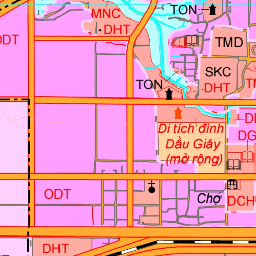 TON
MNC
DHT
ODT
DT
TMD
SKC
DHT
TON
Di tích đình
Dầu Giây
(mở rộng)
DG
ODT
Chợ
DCH
DHT